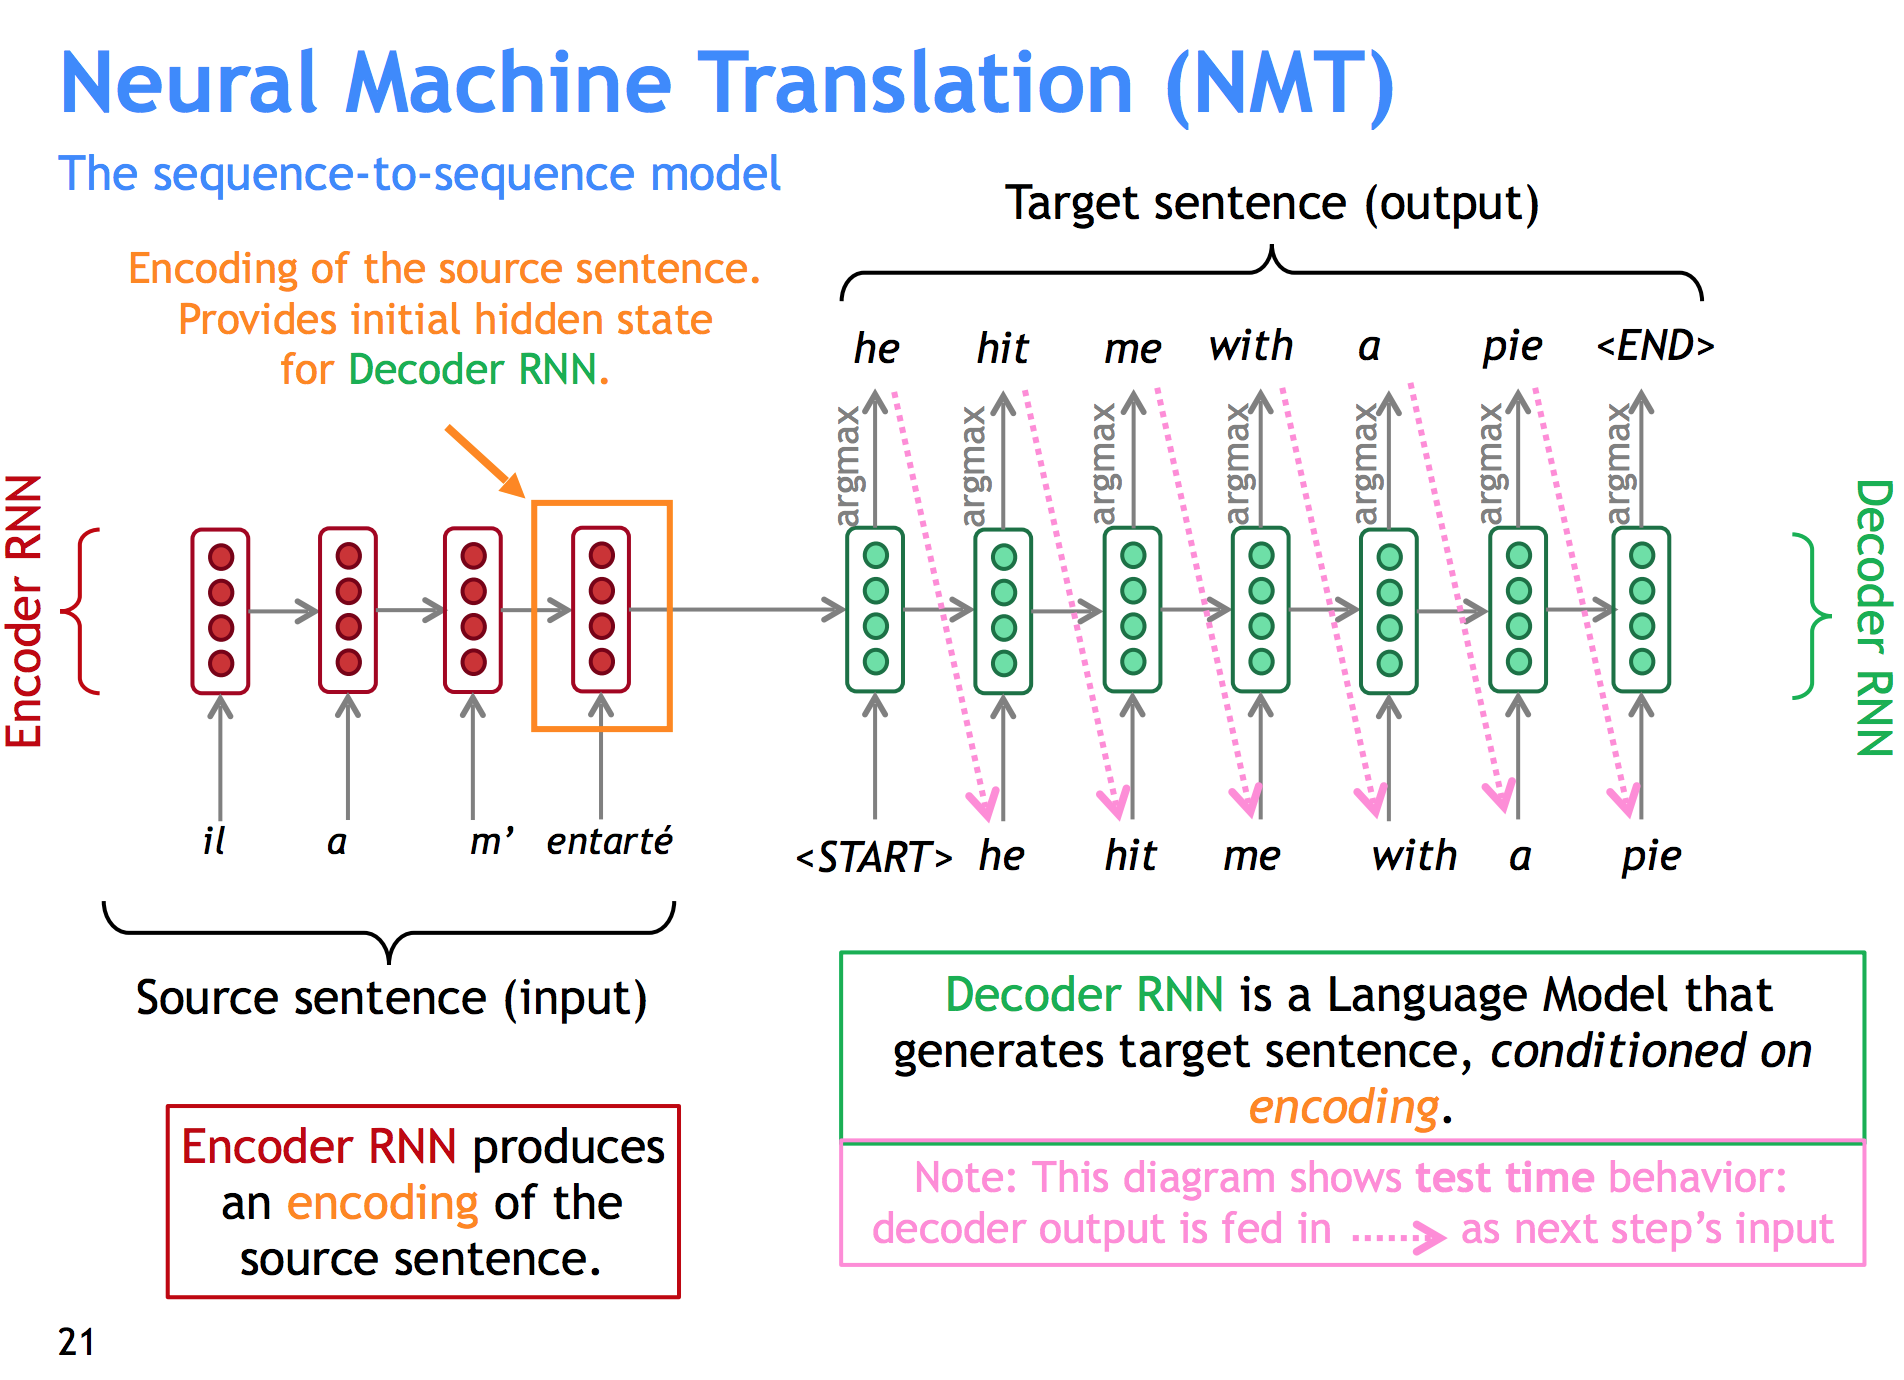 Neural Machine Translation (NMT)
The sequence-to-sequence model
Target sentence (output)
Encoding of the source sentence.
Provides initial hidden state
for Decoder RNN.
he hit me with a pie <END>
argmax argmax argmax argmax argmax argmax argmax
Encoder RNN
Decoder RNN
il a m’ entarté
<START> he hit me with a pie
Source sentence (input)
Decoder RNN is a Language Model that
generates target sentence, conditioned on
encoding.
Encoder RNN produces
an encoding of the
source sentence.
Note: This diagram shows test time behavior:
decoder output is fed in as next step’s input
21